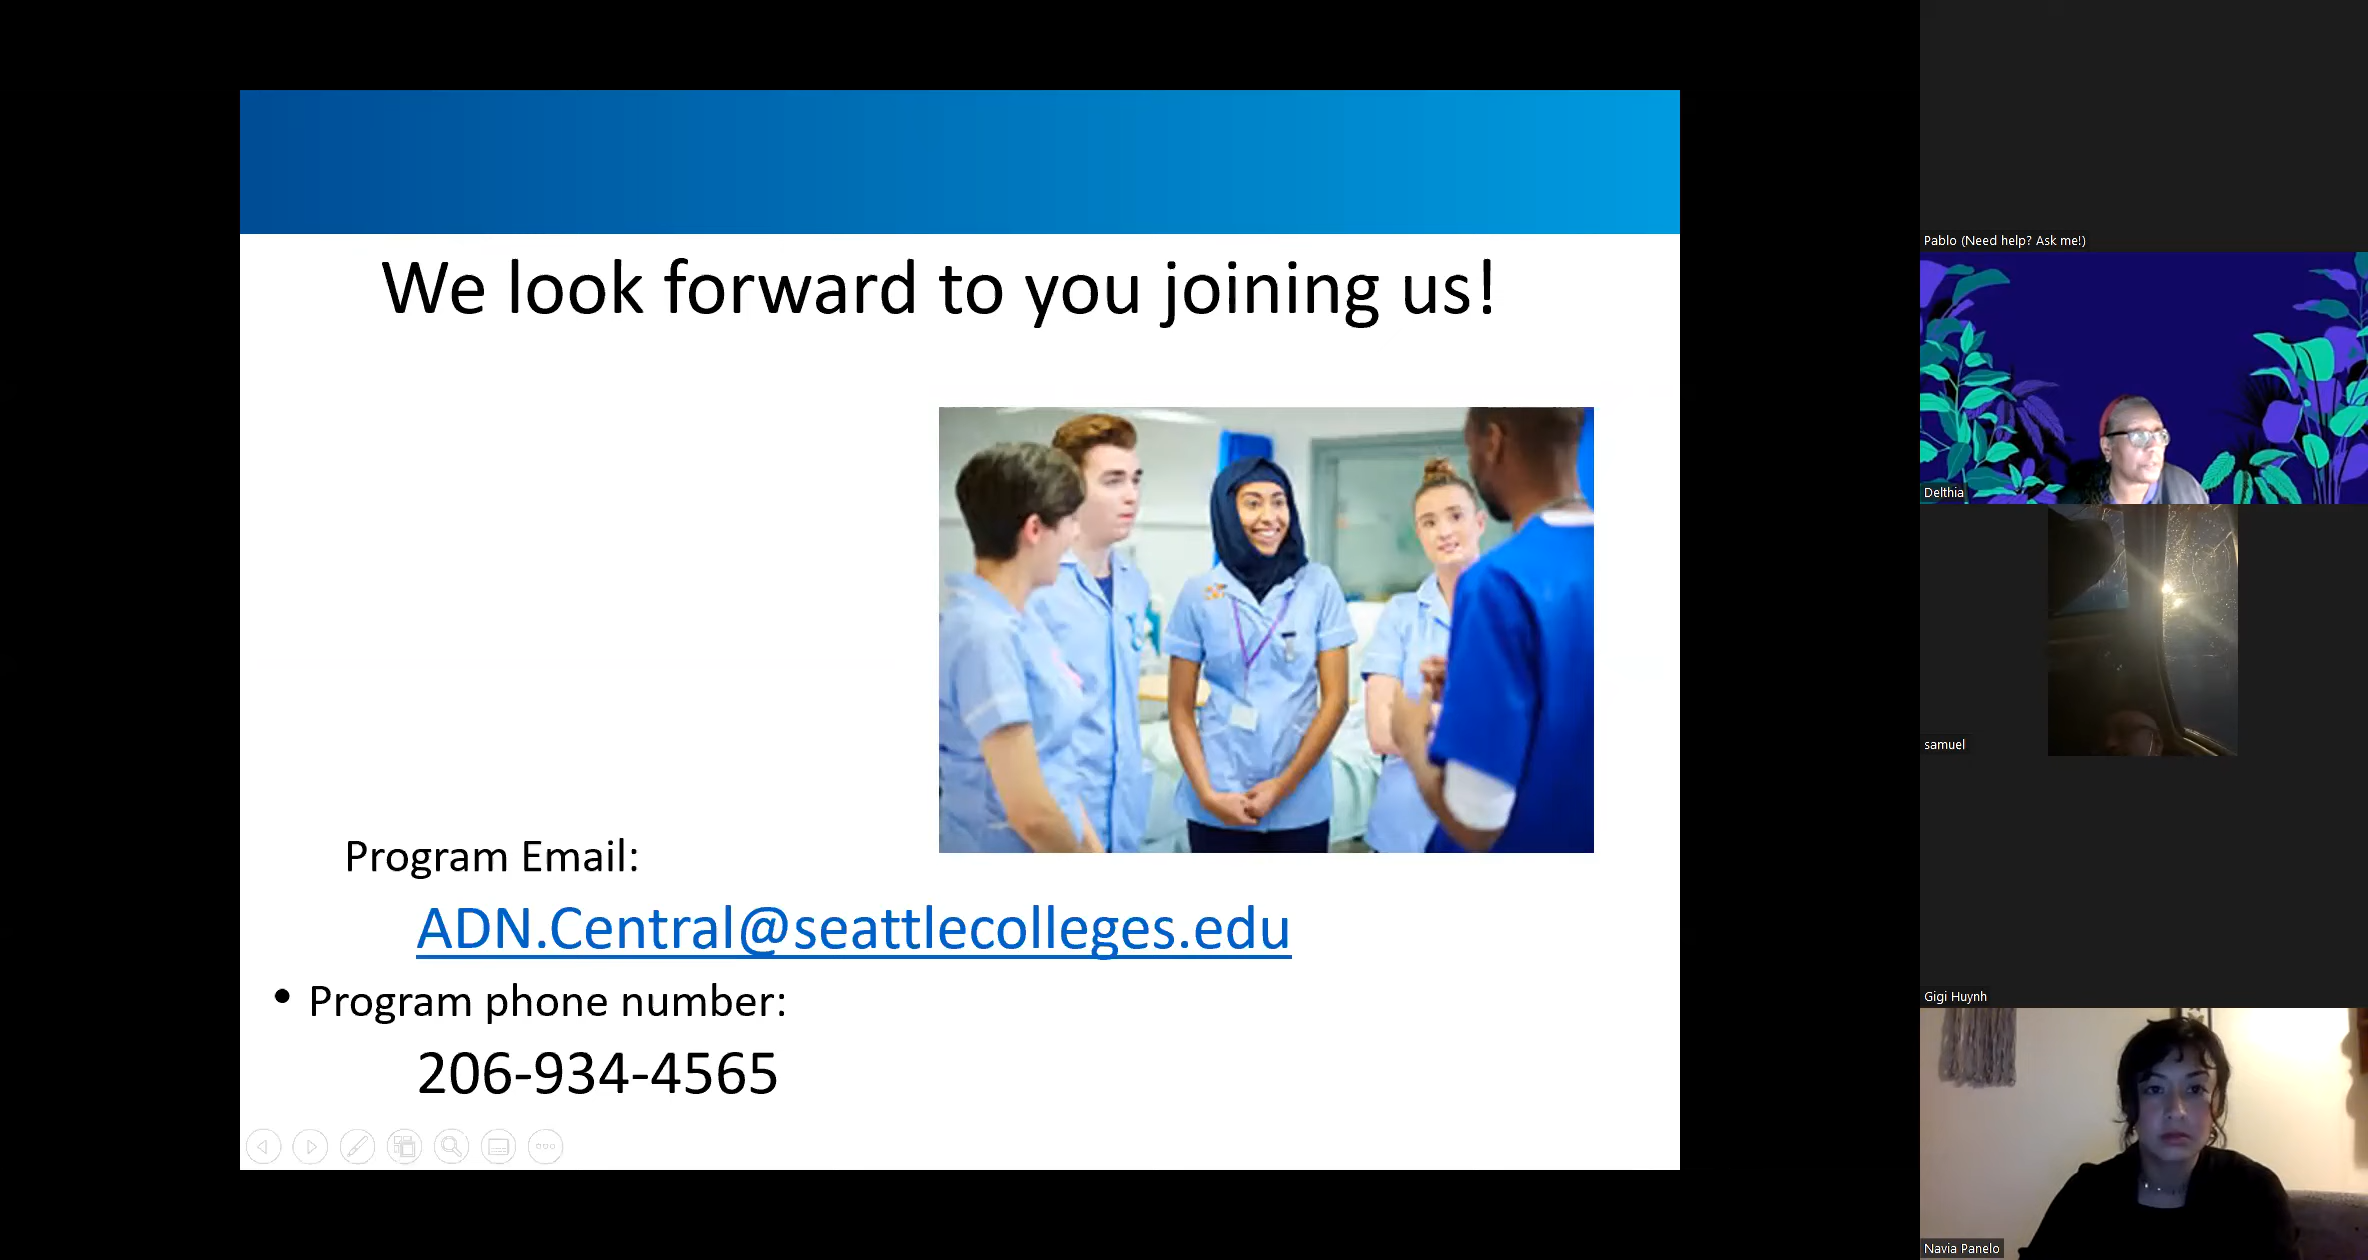 We look forward to you joining us!
Program Email:
ADN.Central@seattlecolleges.edu
• Program phone number:
206-934-4565
Pablo (Need help? Ask me!)
Delthia
samuel
Gigi Huynh
Navia Panelo